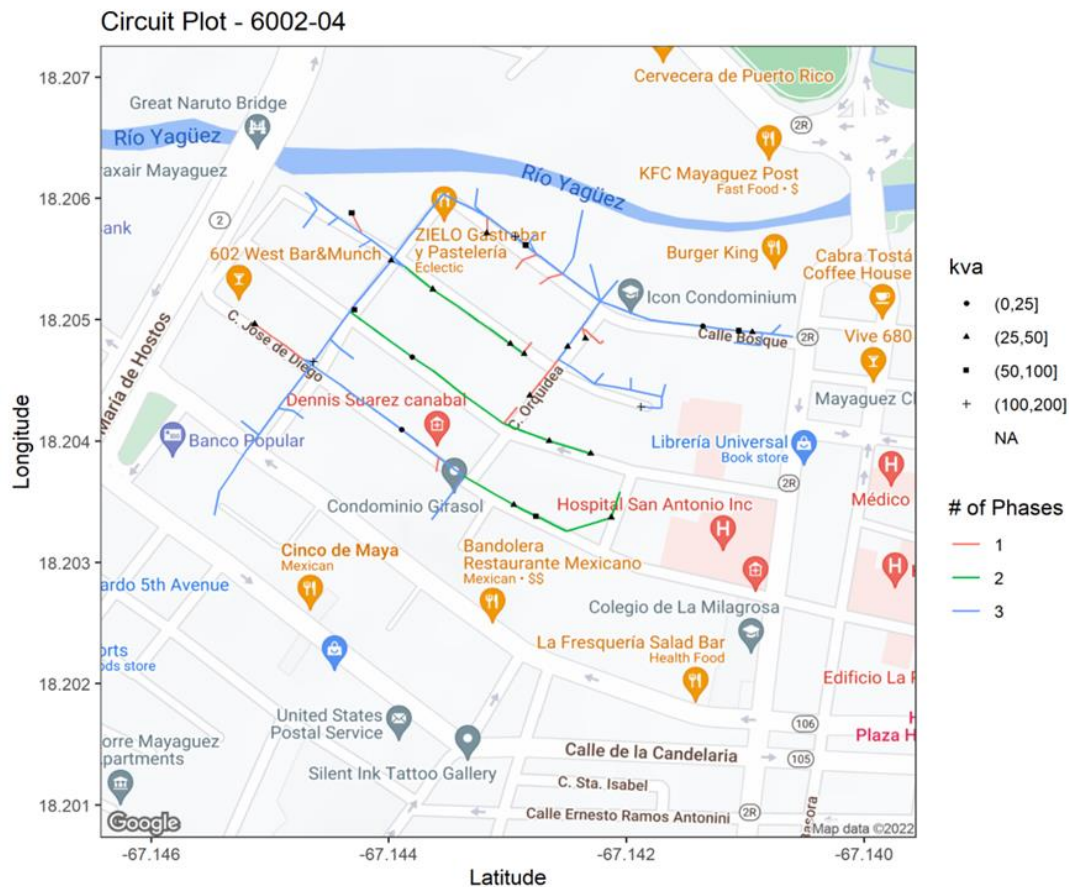 Circuit Plot - 6002-04
18.207
18.206
18.205
18.204
18.203
18.202
18.201
Longitude
-67.146
-67.144
-67.142
-67.140
Latitude
Cervecera de Puerto Rico
Great Naruto Bridge
2R
Río Yagüez
axair Mayaguez
KFC Mayaguez Post
Fast Food • $
Río Yagüez
2
ank
602 West Bar&Munch
ZIELO Gastrobar
y Pastelería
Eclectic
Burger King
Cabra Tostá
Coffee House
Icon Condominium
C. Jose de Diego
Calle Bosque
2R
Vive 680
María de Hostos
Dennis Suarez canabal
C. Orquidea
Mayaguez
Banco Popular
Librería Universal
Book store
2R
Médico
Condominio Girasol
Hospital San Antonio Inc
Cinco de Maya
Mexican
Bandolera
Restaurante Mexicano
Mexican • $$
ardo 5th Avenue
Colegio de La Milagrosa
La Fresquería Salad Bar
Health Food
orts
ods store
Edificio La
United States
Postal Service
106
Plaza H
orre Mayaguez
partments
Silent Ink Tattoo Gallery
Calle de la Candelaria
105
C. Sta. Isabel
Calle Ernesto Ramos Antonini
2R
Basora
Google
Map data ©2022
kva
(0,25]
(25,50]
(50,100]
(100,200]
NA
# of Phases
1
2
3